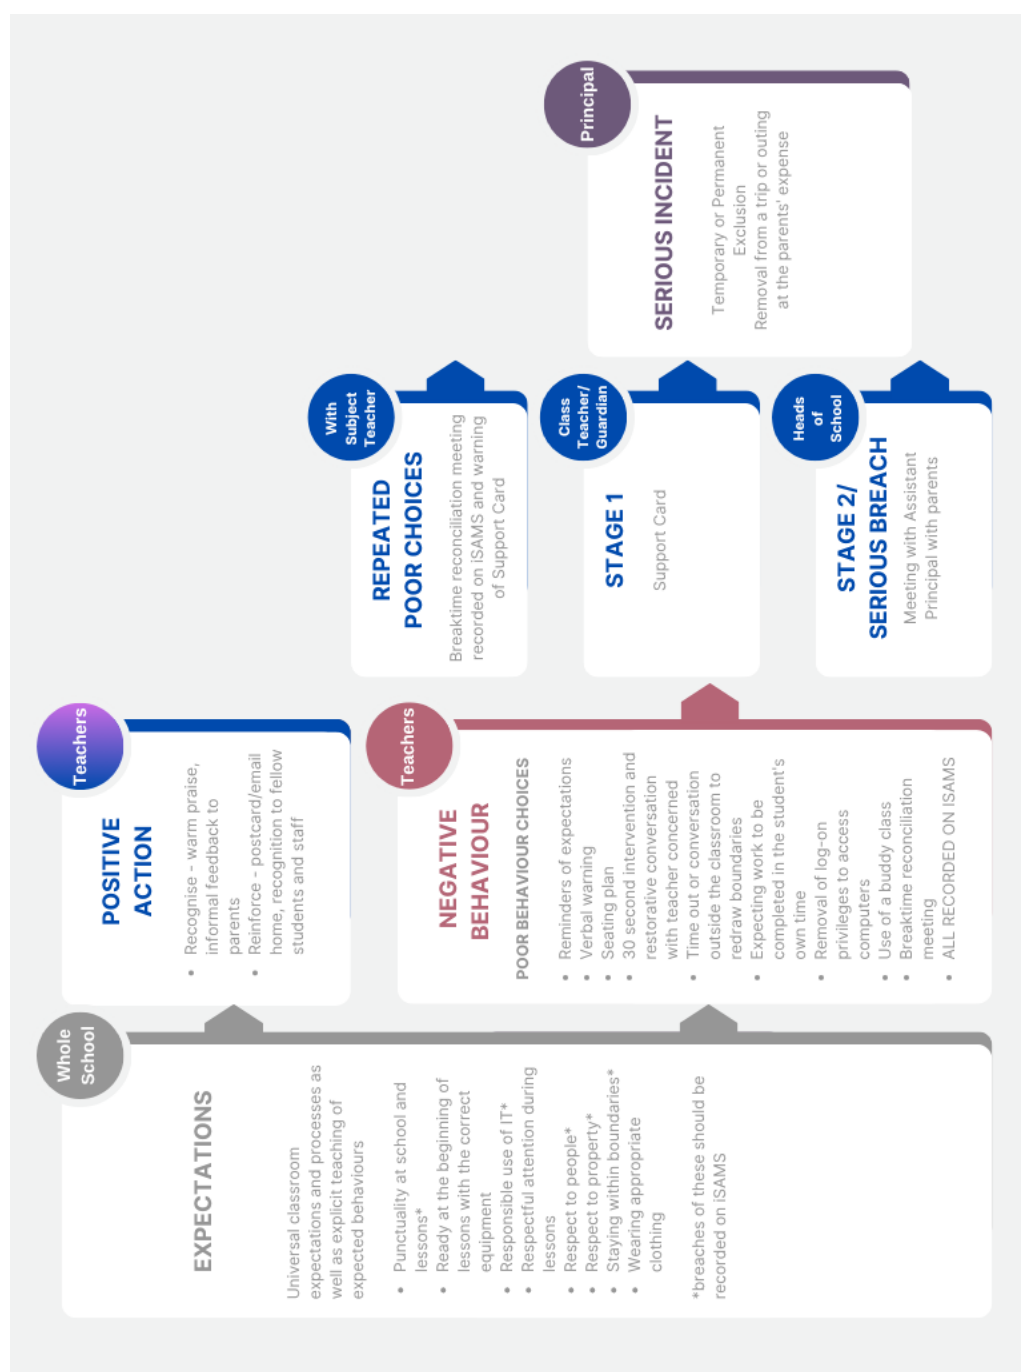 Whole
School
EXPECTATIONS
Universal classroom
expectations and processes as
well as explicit teaching of
expected behaviours
• Punctuality at school and
lessons*
• Ready at the beginning of
lessons with the correct
equipment
• Responsible use of IT*
• Respectful attention during
lessons
• Respect to people*
• Respect to property*
• Staying within boundaries*
• Wearing appropriate
clothing
*breaches of these should be
recorded on iSAMS
Teachers
POSITIVE
ACTION
• Recognise - warm praise,
informal feedback to
parents
• Reinforce - postcard/email
home, recognition to fellow
students and staff
Teachers
NEGATIVE
BEHAVIOUR
POOR BEHAVIOUR CHOICES
• Reminders of expectations
• Verbal warning
• Seating plan
• 30 second intervention and
restorative conversation
with teacher concerned
• Time out or conversation
outside the classroom to
redraw boundaries
• Expecting work to be
completed in the student's
own time
• Removal of log-on
privileges to access
computers
• Use of a buddy class
• Breaktime reconciliation
meeting
• ALL RECORDED ON ISAMS
With
Subject
Teacher
REPEATED
POOR CHOICES
Breaktime reconciliation meeting
recorded on iSAMS and warning
of Support Card
Class
Teacher/
Guardian
STAGE 1
Support Card
Heads
of
School
STAGE 2/
SERIOUS BREACH
Meeting with Assistant
Principal with parents
Principal
SERIOUS INCIDENT
Temporary or Permanent
Exclusion
Removal from a trip or outing
at the parents' expense